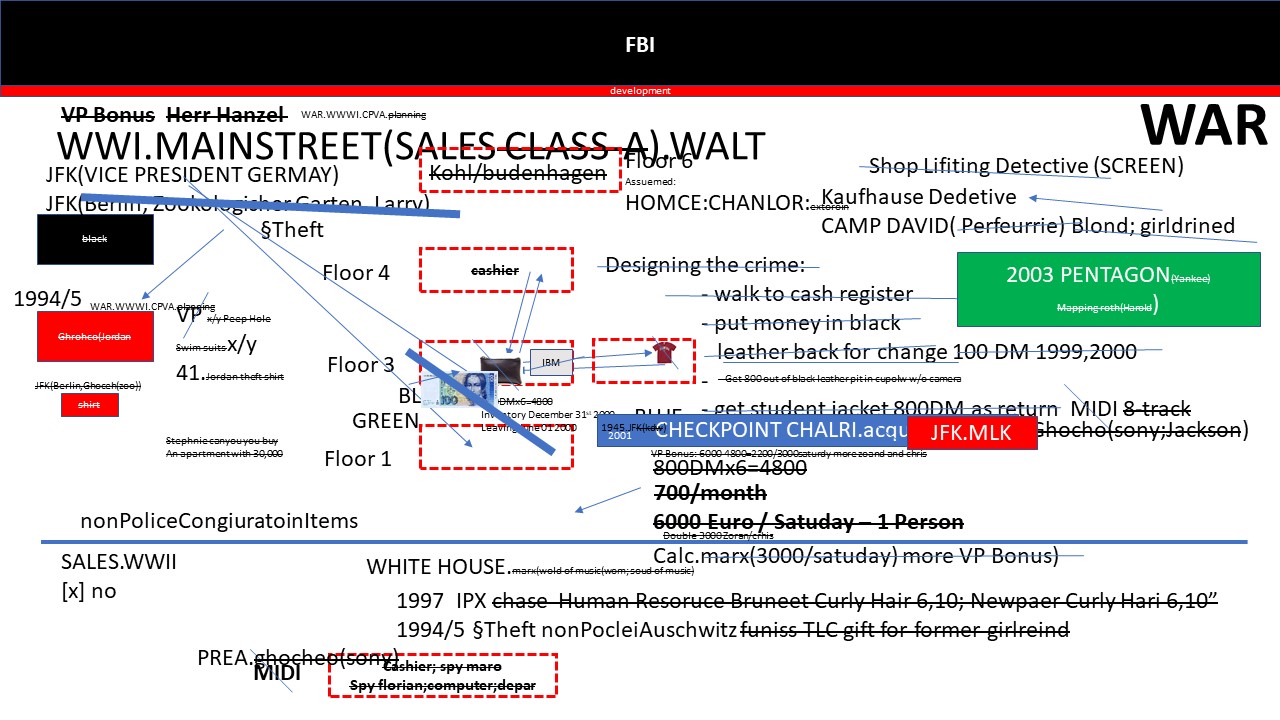 FBI
development
VP Bonus Herr Hanzel WAR.WWWI.CPVA.planning
WAR
WWI.MAINSTREET(SALES CLASS A).WALT
JFK(VICE PRESIDENT GERMAY)
Kohl/budenhagen
Floor 6
Assuemed:
Shop Lifiting Detective (SCREEN)
JFK(Berlin, Zookologischer Garten, Larry)
HOMCE:CHANLOR:
Kaufhause Dedetive
CAMP DAVID( Perfeurrie) Blond; girldrined
black
§Theft
Floor 4
cashier
Designing the crime:
2003 PENTAGON(Yankee)
Mapping roth(Harold)
- walk to cash register
- put money in black
leather back for change 100 DM 1999,2000
1994/5 WAR.WWWI.CPVA.planning
VP x/y Peep Hole
Ghrohco(Jordan
Swim suits x/y
41.Jordan theft shirt
Floor 3
IBM
- Get 800 out of black leather pit in cupolw w/o camera
JFK(Berlin,Ghoceh(zoo))
shirt
BL
GREEN
100
DMx6=4800
Inventory December 31st 2000
Leaving the 01 2000
- get student jacket 800DM as return MIDI 8-track
BLUE
1945 JFK(kdw)
2001 CHECKPOINT CHALRI.acqu
JFK.MLK
Ghocho(sony;Jackson)
Stephnie canyou you buy
An apartment with 30,000
Floor 1
VP Bonus: 6000-4800=2200/3000saturdy more zoand and chris
800DMx6=4800
700/month
6000 Euro / Satuday – 1 Person
Double 3000 Zoran/crhis
Calc.marx(3000/satuday) more VP Bonus)
nonPoliceCongiuratoinItems
SALES.WWII
[x] no
WHITE HOUSE.marx(wold of music(wom; soud of music)
1997 IPX chase Human Resoruce Bruneet Curly Hair 6,10; Newpaer Curly Hari 6,10”
1994/5 §Theft nonPocleiAuschwitz funiss TLC gift for former girlreind
PREA.ghocheo(sony)
MIDI
Cashier; spy maro
Spy florian;computer;depar